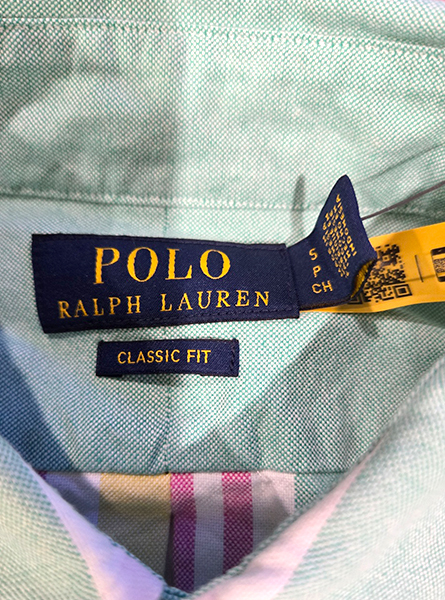 POLO
RALPH LAUREN
CLASSIC FIT
S
P
CH